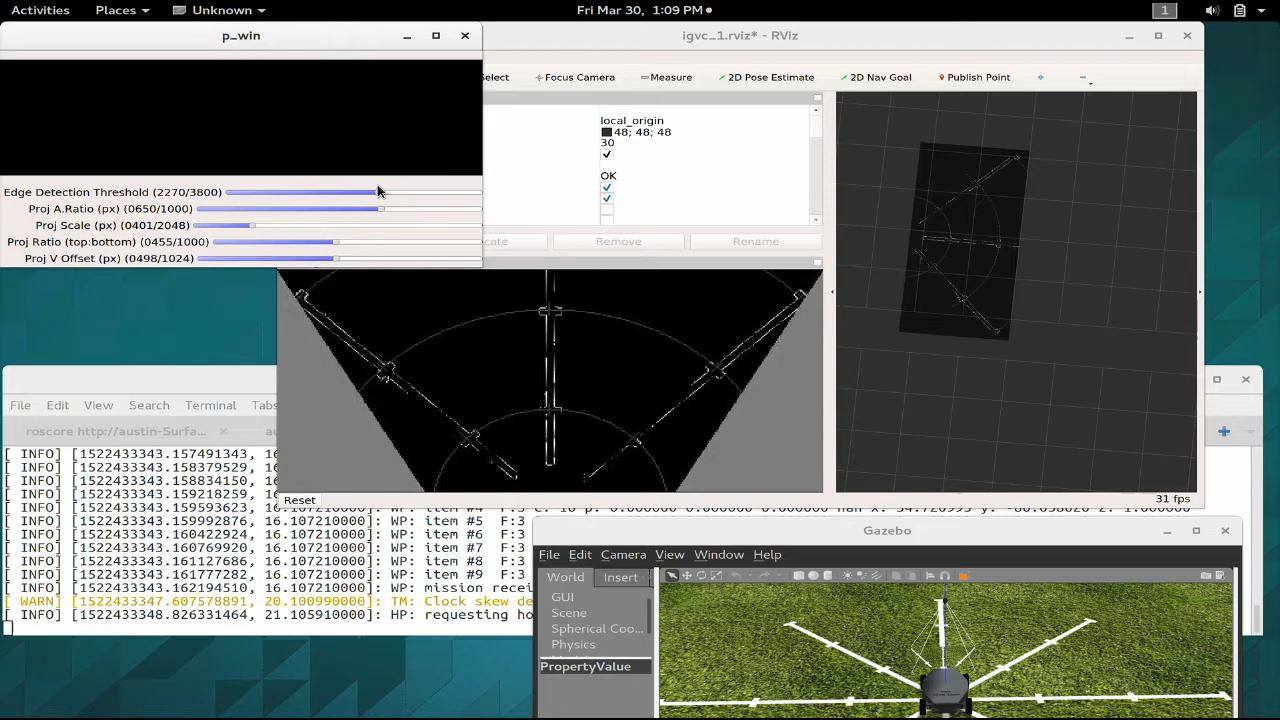 Activities Places Unknown Fri Mar 30, 1:09 PM 1
p_win
igvc_1.rviz* - RViz
Select Focus Camera Measure 2D Pose Estimate 2D Nav Goal Publish Point
local_origin
48; 48; 48
30
OK
Edge Detection Threshold (2270/3800)
Proj A.Ratio (px) (0650/1000)
Proj Scale (px) (0401/2048)
Proj Ratio (top:bottom) (0455/1000)
Proj V Offset (px) (0498/1024)
Remove Rename
File Edit View Search Terminal Tabs
roscore http://austin-Surfa...
[ INFO] [1522433343.157491343, 16
[ INFO] [1522433343.158379529, 16
[ INFO] [1522433343.158834150, 16
[ INFO] [1522433343.159218259, 16
[ INFO] [1522433343.159593623, 16
[ INFO] [1522433343.159992876, 16.107210000]: WP: item #5 F:3
[ INFO] [1522433343.160422924, 16.107210000]: WP: item #6 F:3
[ INFO] [1522433343.160769920, 16.107210000]: WP: item #7 F:3
[ INFO] [1522433343.161127686, 16.107210000]: WP: item #8 F:3
[ INFO] [1522433343.161777282, 16.107210000]: WP: item #9 F:3
[ INFO] [1522433343.162194510, 16.107210000]: WP: mission recei
[ WARN] [1522433347.607578891, 20.100990000]: TM: Clock skew de
[ INFO] [1522433348.826331464, 21.105910000]: HP: requesting ho
Reset
31 fps
Gazebo
File Edit Camera View Window Help
World Insert
GUI
Scene
Spherical Coo...
Physics
Property Value